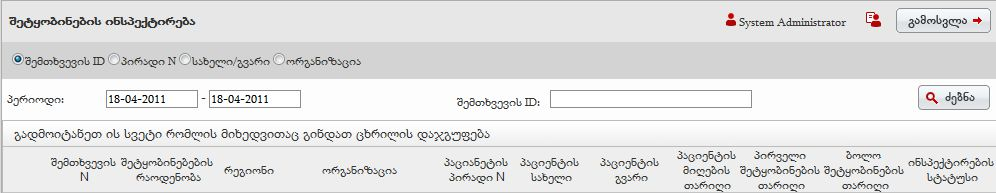 შეტყობინების ინსპექტირება System Administrator გამოსვლა
შემთხვევის ID პირადი N სახელი/გვარი ორგანიზაცია
პერიოდი: 18-04-2011 - 18-04-2011 შემთხვევის ID: ძებნა
გადმოიტანეთ ის სვეტი რომლის მიხედვითაც გინდათ ცხრილის დაჯგუფება
შემთხვევის N შეტყობინებების რაოდენობა რეგიონი ორგანიზაცია პაციანეტის პირადი N პაციენტის სახელი პაციენტის გვარი პაციენტის მიღების თარიღი პირველი შეტყობინების თარიღი ბოლო შეტყობინების თარიღი ინსპექტირების სტატუსი